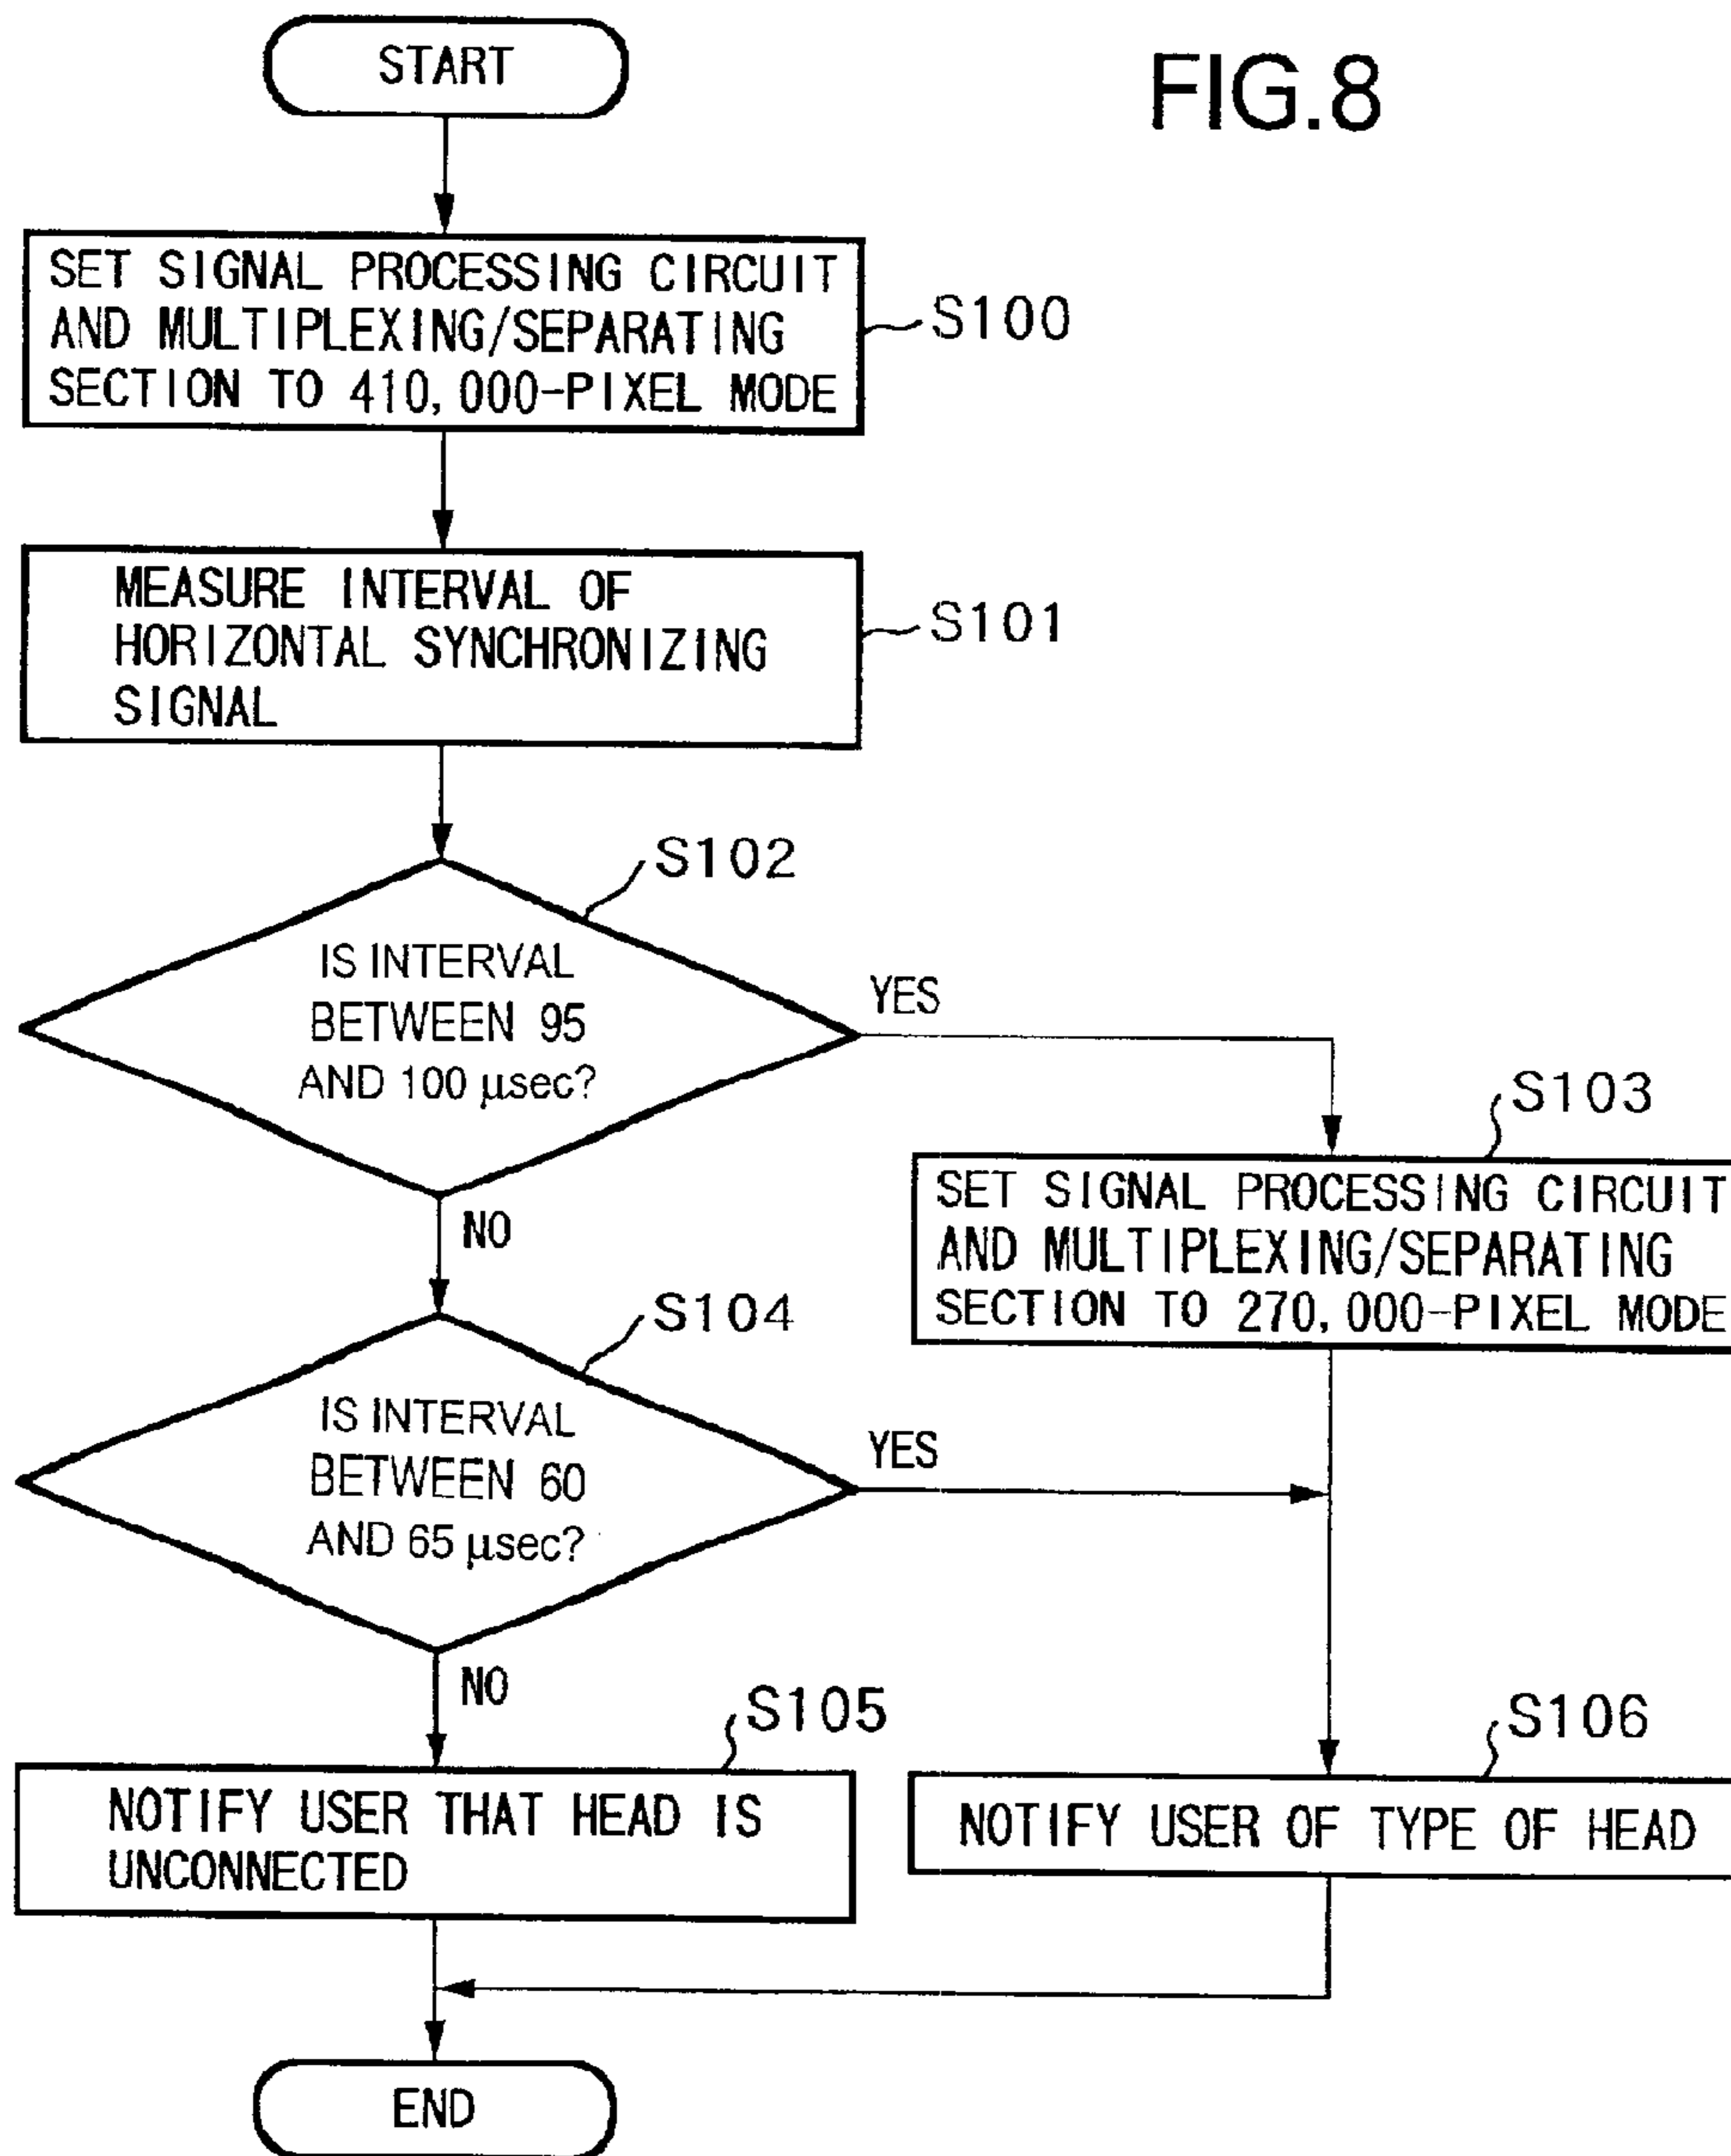 START
FIG.8
SET SIGNAL PROCESSING CIRCUIT
AND MULTIPLEXING/SEPARATING
SECTION TO 410,000-PIXEL MODE
S100
MEASURE INTERVAL OF
HORIZONTAL SYNCHRONIZING
SIGNAL
S101
S102
IS INTERVAL
BETWEEN 95
AND 100 μsec?
YES
NO
S103
SET SIGNAL PROCESSING CIRCUIT
AND MULTIPLEXING/SEPARATING
SECTION TO 270,000-PIXEL MODE
S104
IS INTERVAL
BETWEEN 60
AND 65 μsec?
YES
NO
S105
NOTIFY USER THAT HEAD IS
UNCONNECTED
S106
NOTIFY USER OF TYPE OF HEAD
END